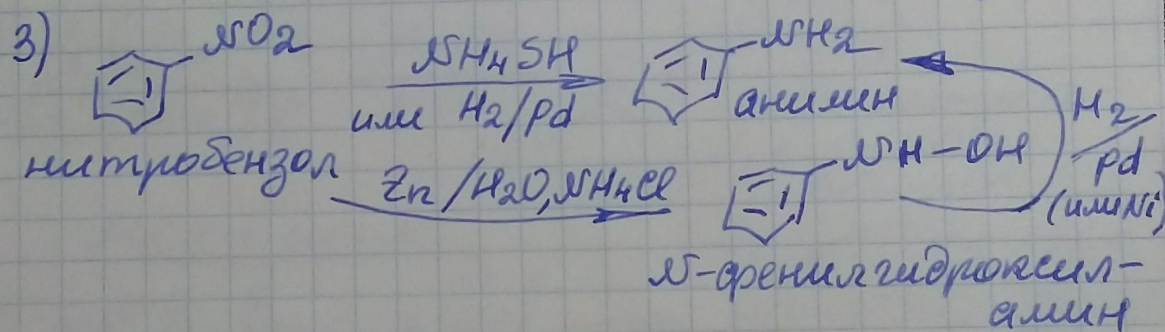 3)
NO2
NH4SH
или H2/Pd
NH2
анилин
нитробензол
Zn/H2O, NH4Cl
NH-OH
H2
Pd
(или Ni)
N-фенилгидроксил-
амин